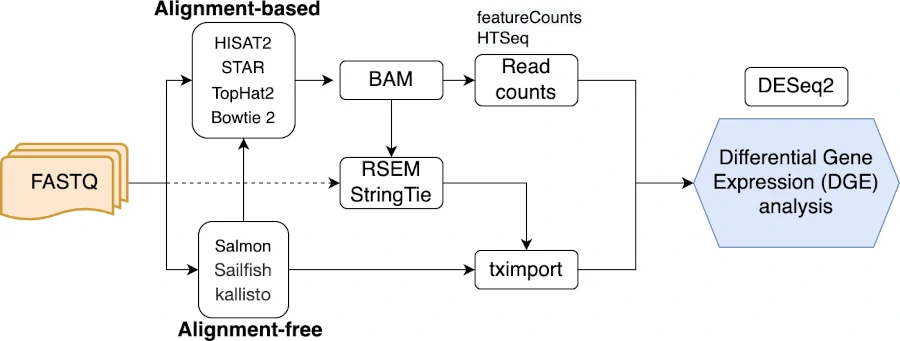 Alignment-based
HISAT2
STAR
TopHat2
Bowtie 2
BAM
featureCounts
HTSeq
Read
counts
DESeq2
FASTQ
RSEM
StringTie
Differential Gene
Expression (DGE)
analysis
Salmon
Sailfish
kallisto
tximport
Alignment-free